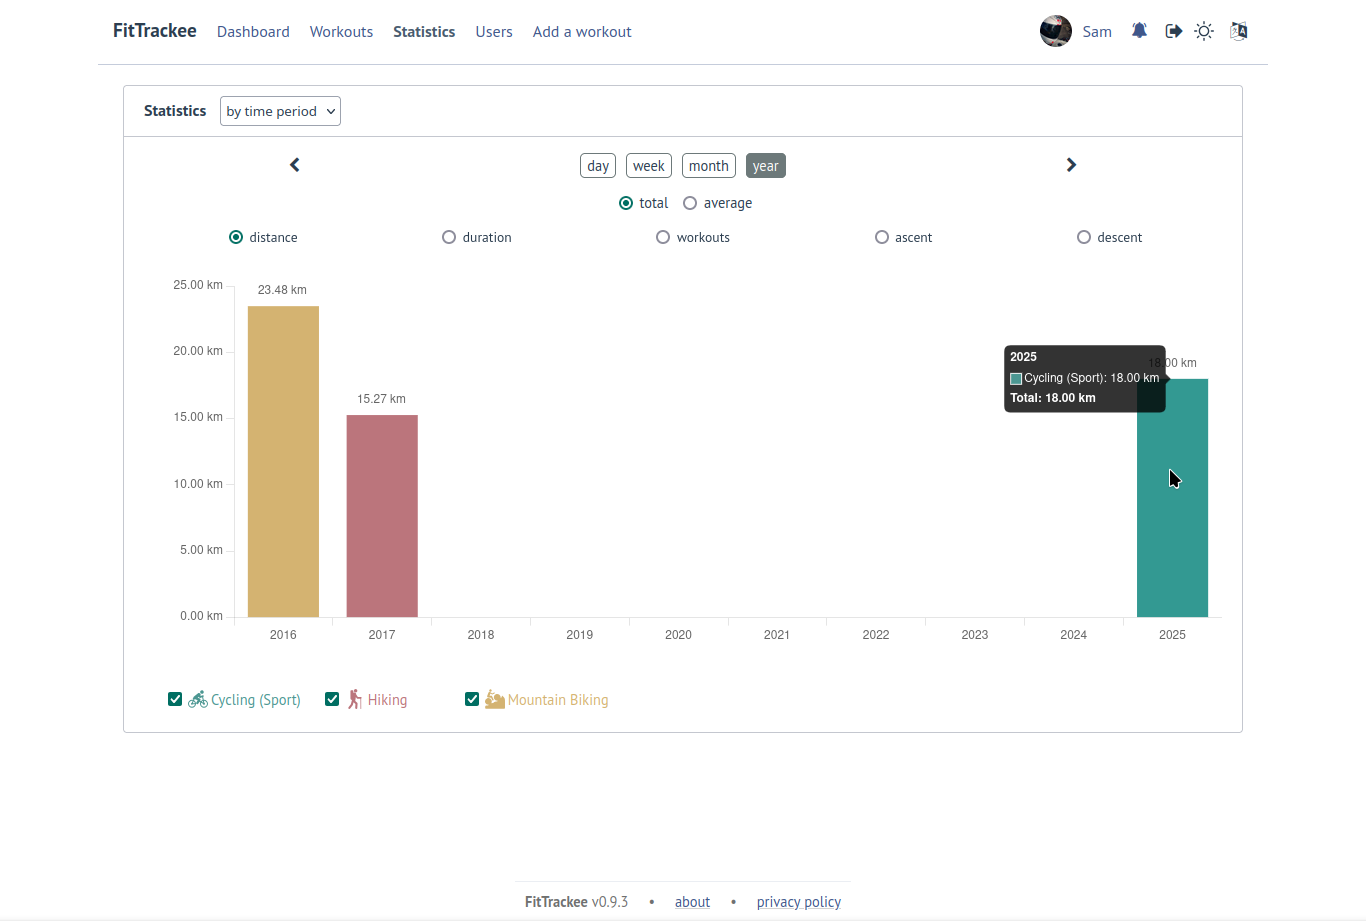 FitTrackee Dashboard Workouts Statistics Users Add a workout Sam
Statistics by time period
day week month year
total average
distance duration workouts ascent descent
25.00 km
23.48 km
20.00 km
2025
18.00 km
Cycling (Sport): 18.00 km
Total: 18.00 km
15.27 km
15.00 km
10.00 km
5.00 km
0.00 km
2016 2017 2018 2019 2020 2021 2022 2023 2024 2025
Cycling (Sport) Hiking Mountain Biking
FitTrackee v0.9.3 • about • privacy policy